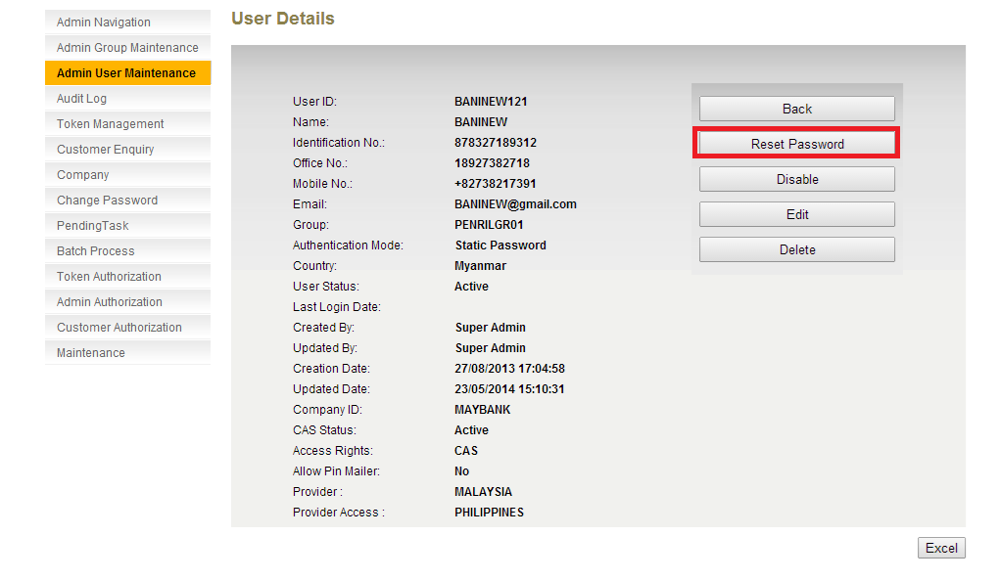 Admin Navigation
Admin Group Maintenance
Admin User Maintenance
Audit Log
Token Management
Customer Enquiry
Company
Change Password
PendingTask
Batch Process
Token Authorization
Admin Authorization
Customer Authorization
Maintenance
User Details
User ID: BANINEW121
Name: BANINEW
Identification No.: 878327189312
Office No.: 18927382718
Mobile No.: +82738217391
Email: BANINEW@gmail.com
Group: PENRILGR01
Authentication Mode: Static Password
Country: Myanmar
User Status: Active
Last Login Date:
Created By: Super Admin
Updated By: Super Admin
Creation Date: 27/08/2013 17:04:58
Updated Date: 23/05/2014 15:10:31
Company ID: MAYBANK
CAS Status: Active
Access Rights: CAS
Allow Pin Mailer: No
Provider : MALAYSIA
Provider Access : PHILIPPINES
Back
Reset Password
Disable
Edit
Delete
Excel